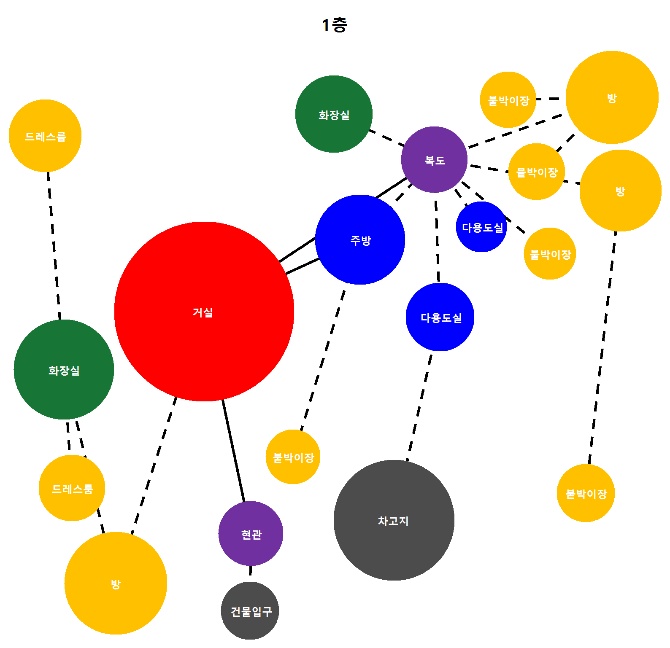 1층
방
붙박이장
화장실
드레스룸
복도
붙박이장
방
다용도실
주방
붙박이장
거실
다용도실
화장실
붙박이장
드레스룸
붙박이장
차고지
현관
방
건물입구